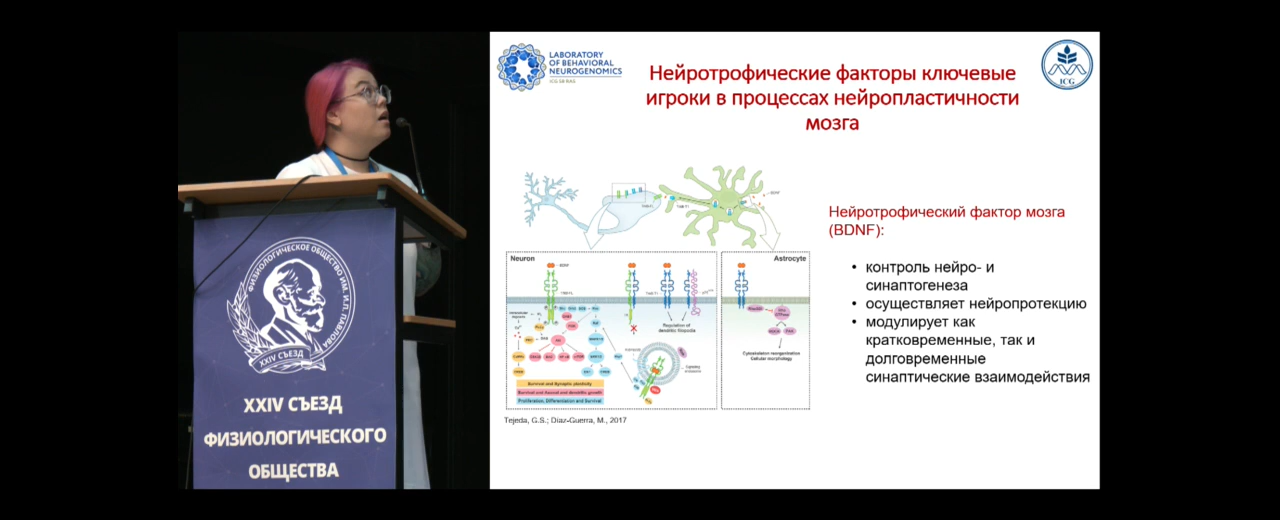 LABORATORY
OF BEHAVIORAL
NEUROGENOMICS
ICG SB RAS
Нейротрофические факторы ключевые
игроки в процессах нейропластичности
мозга
ICG
Neuron
Astrocyte
Regulation of
dendritic filopodia
Cytoskeleton reorganization
Cellular morphology
Survival and Synaptic plasticity
Survival and Axonal and dendritic growth
Proliferation, Differentiation and Survival
Tejeda, G.S.; Díaz-Guerra, M., 2017
Нейротрофический фактор мозга
(BDNF):
• контроль нейро- и
синаптогенеза
• осуществляет нейропротекцию
• модулирует как
кратковременные, так и
долговременные
синаптические взаимодействия
ФИЗИОЛОГИЧЕСКОЕ ОБЩЕСТВО ИМ. И.П. ПАВЛОВА
XXIV СЪЕЗД
XXIV СЪЕЗД
ФИЗИОЛОГИЧЕСКОГО
ОБЩЕСТВА